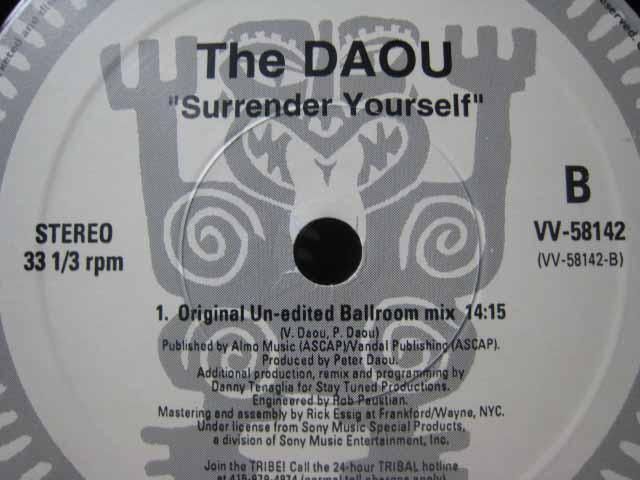 The DAOU
"Surrender Yourself"
STEREO
33 1/3 rpm
B
VV-58142
(VV-58142-B)
1. Original Un-edited Ballroom mix 14:15
(V. Daou, P. Daou)
Published by Almo Music (ASCAP)/Vandal Publishing (ASCAP).
Produced by Peter Daou.
Additional production, remix and programming by
Danny Tenaglia for Stay Tuned Productions.
Engineered by Rob Paustian.
Mastering and assembly by Rick Essig at Frankford/Wayne, NYC.
Under license from Sony Music Special Products,
a division of Sony Music Entertainment, Inc.
Join the TRIBE! Call the 24-hour TRIBAL hotline